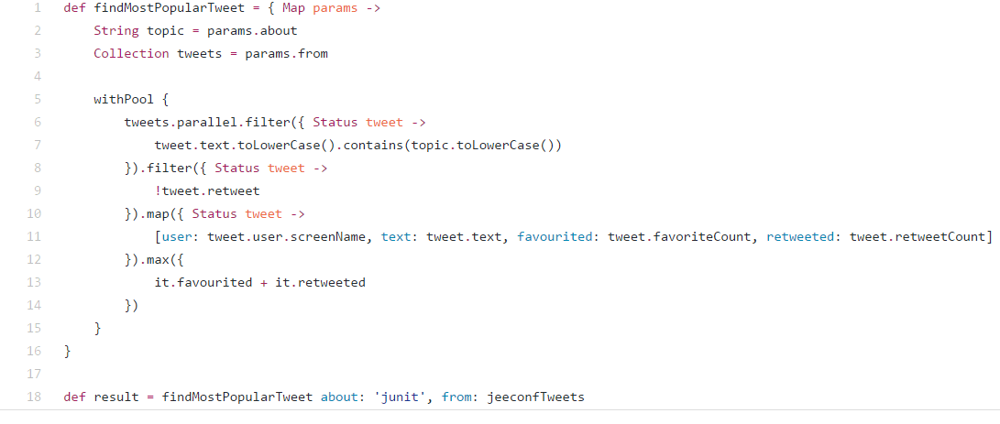 1 def findMostPopularTweet = { Map params ->
2     String topic = params.about
3     Collection tweets = params.from
4
5     withPool {
6         tweets.parallel.filter({ Status tweet ->
7             tweet.text.toLowerCase().contains(topic.toLowerCase())
8         }).filter({ Status tweet ->
9             !tweet.retweet
10         }).map({ Status tweet ->
11             [user: tweet.user.screenName, text: tweet.text, favourited: tweet.favoriteCount, retweeted: tweet.retweetCount]
12         }).max({
13             it.favourited + it.retweeted
14         })
15     }
16 }
17
18 def result = findMostPopularTweet about: 'junit', from: jeeconfTweets